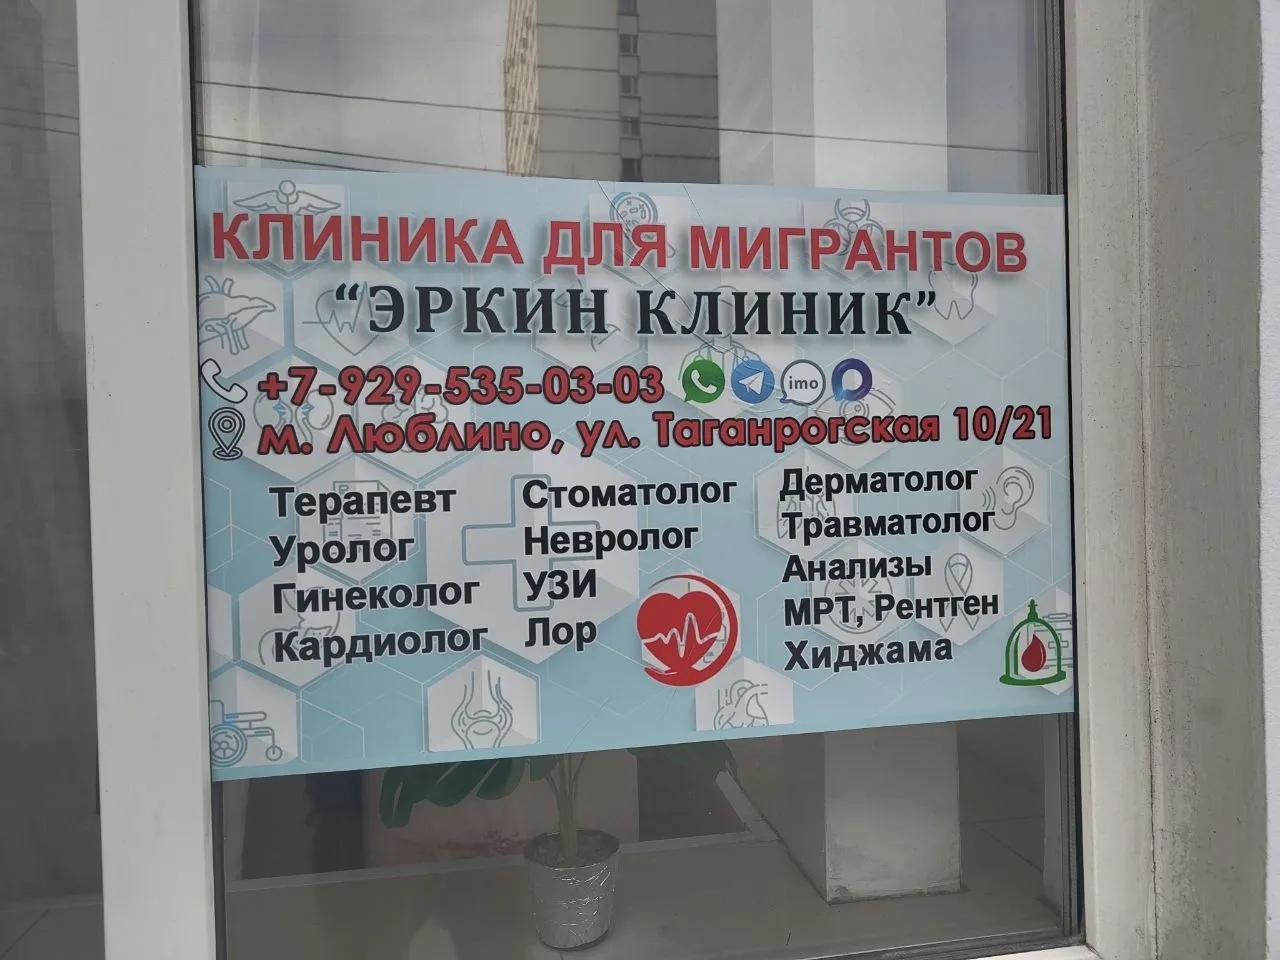 КЛИНИКА ДЛЯ МИГРАНТОВ
“ЭРКИН КЛИНИК”
+7-929-535-03-03 imo
м. Люблино, ул. Таганрогская 10/21
Терапевт
Уролог
Гинеколог
Кардиолог
Стоматолог
Невролог
УЗИ
Лор
Дерматолог
Травматолог
Анализы
МРТ, Рентген
Хиджама